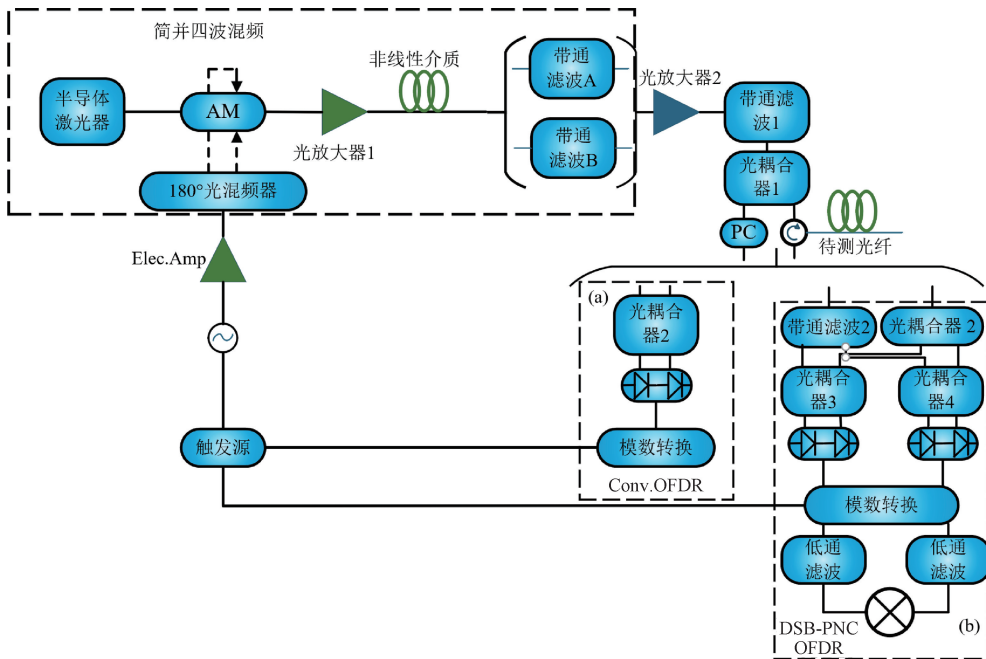 简并四波混频
半导体
激光器
AM
180°光混频器
光放大器1
非线性介质
带通
滤波A
带通
滤波B
光放大器2
带通滤
波1
光耦合
器1
PC
待测光纤
Elec.Amp
触发源
(a)
光耦合
器2
模数转换
Conv.OFDR
带通滤波2
光耦合器 2
光耦合
器3
光耦合
器4
模数转换
低通
滤波
低通
滤波
DSB-PNC
OFDR
(b)